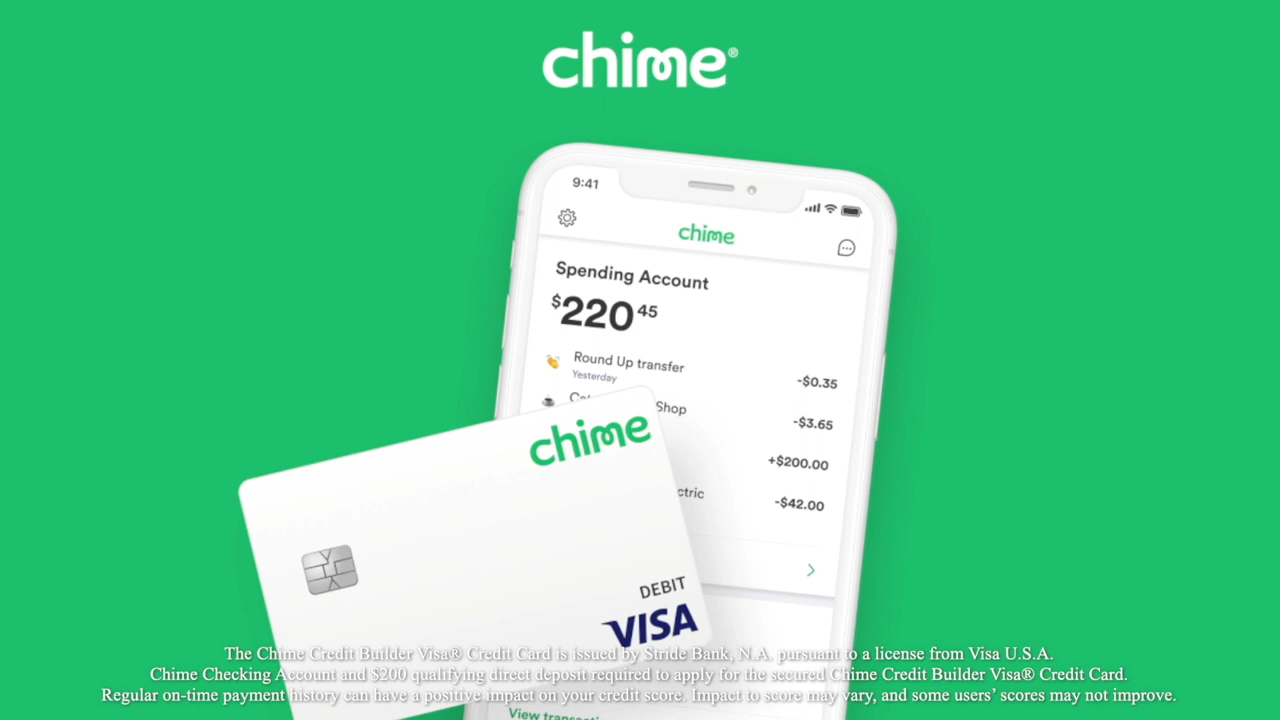 chime®
9:41
chime
Spending Account
$220 45
Round Up transfer
Yesterday
-$0.35
Shop
-$3.65
+$200.00
-$42.00
chime
DEBIT
VISA
The Chime Credit Builder Visa® Credit Card is issued by Stride Bank, N.A. pursuant to a license from Visa U.S.A.
Chime Checking Account and $200 qualifying direct deposit required to apply for the secured Chime Credit Builder Visa® Credit Card.
Regular on-time payment history can have a positive impact on your credit score. Impact to score may vary, and some users’ scores may not improve.
View